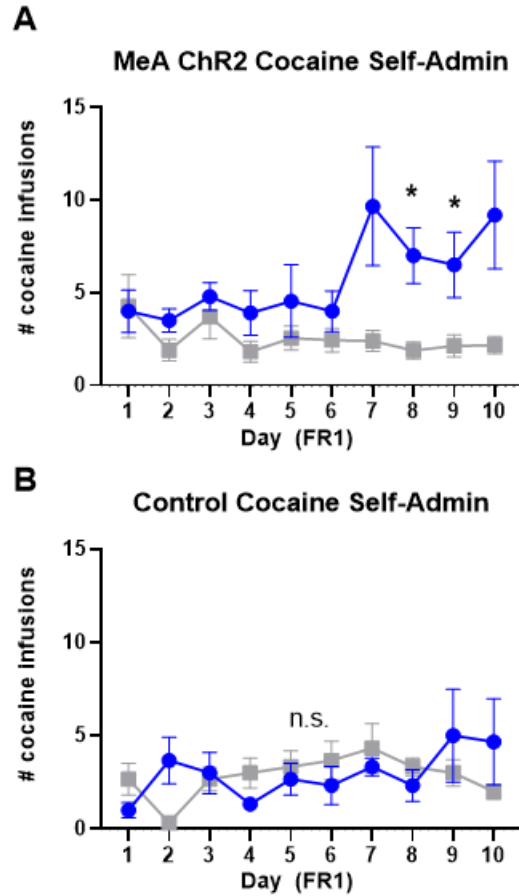 A
MeA ChR2 Cocaine Self-Admin
# cocaine infusions
15
10
5
0
* *
1 2 3 4 5 6 7 8 9 10
Day (FR1)
B
Control Cocaine Self-Admin
# cocaine infusions
15
10
5
0
n.s.
1 2 3 4 5 6 7 8 9 10
Day (FR1)